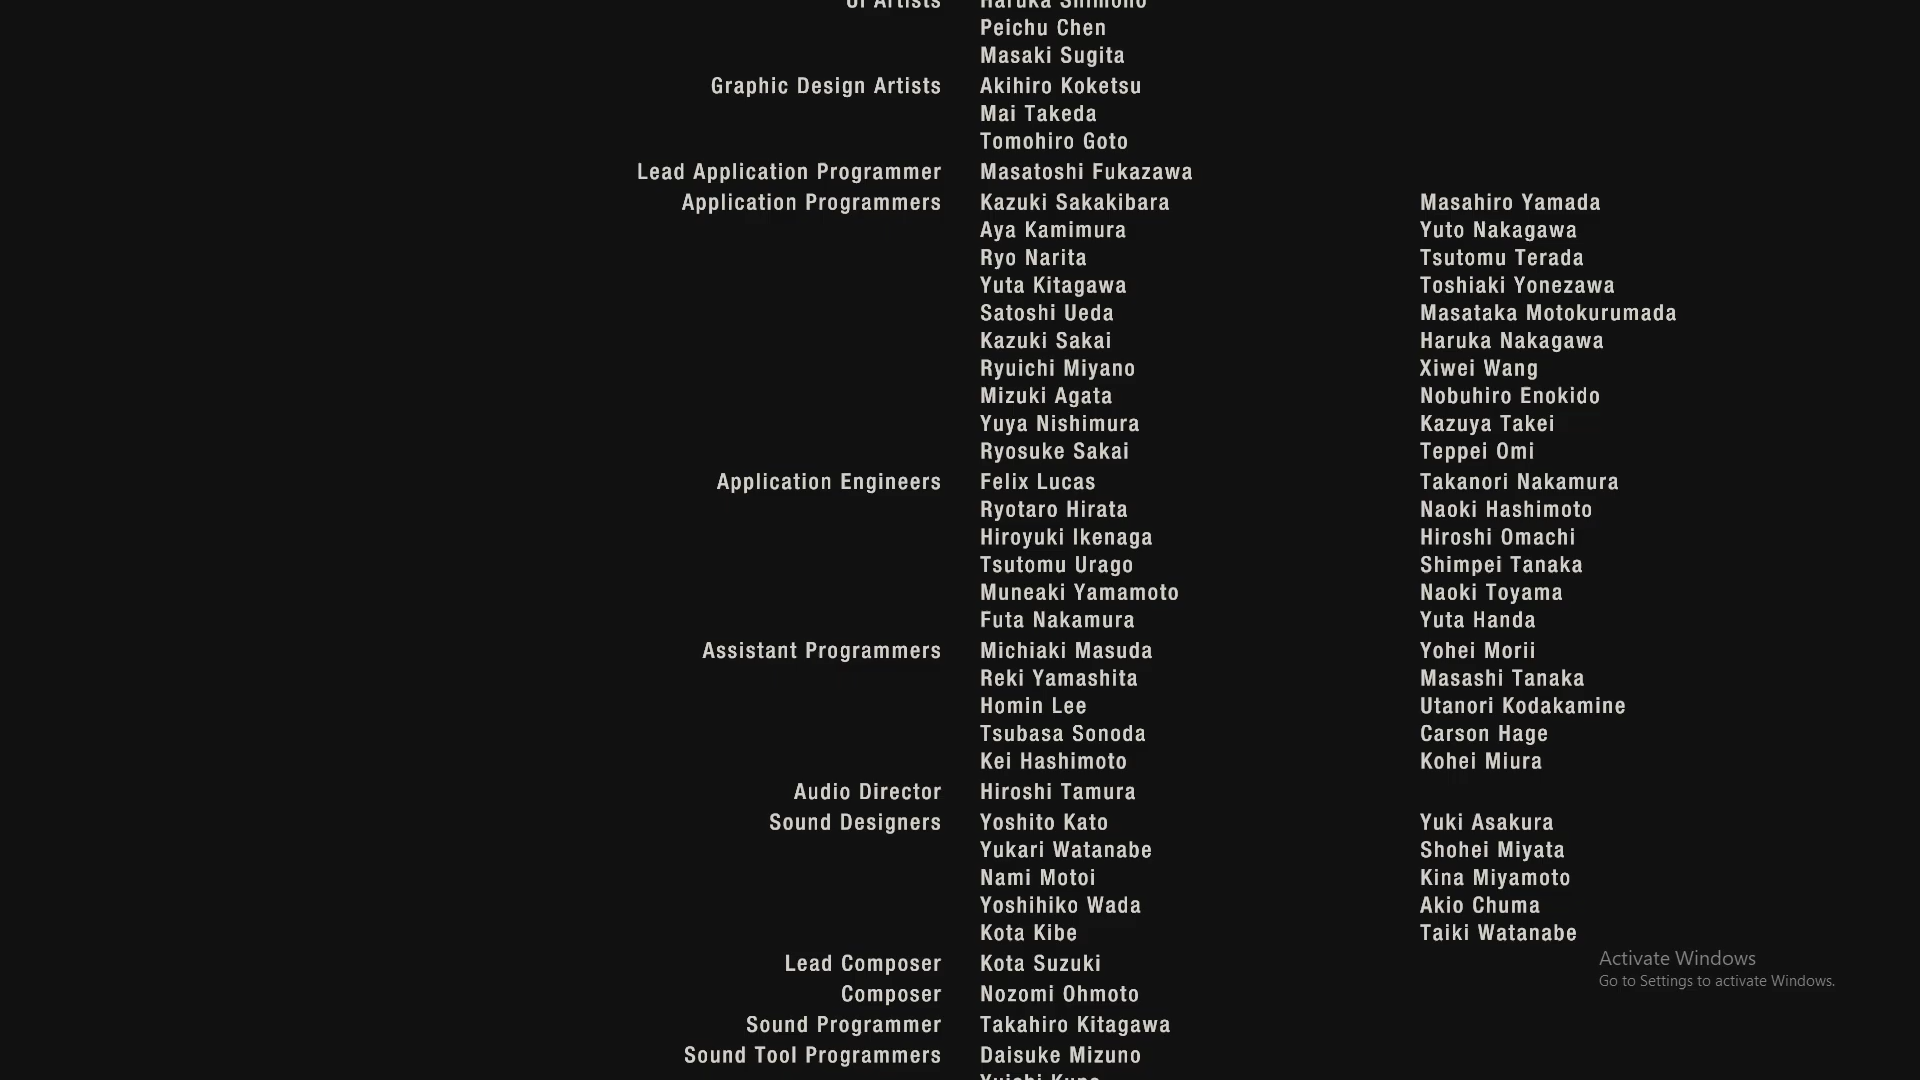 UI Artists Haruka Shimono
Peichu Chen
Masaki Sugita
Graphic Design Artists Akihiro Koketsu
Mai Takeda
Tomohiro Goto
Lead Application Programmer Masatoshi Fukazawa
Application Programmers Kazuki Sakakibara Masahiro Yamada
Aya Kamimura Yuto Nakagawa
Ryo Narita Tsutomu Terada
Yuta Kitagawa Toshiaki Yonezawa
Satoshi Ueda Masataka Motokurumada
Kazuki Sakai Haruka Nakagawa
Ryuichi Miyano Xiwei Wang
Mizuki Agata Nobuhiro Enokido
Yuya Nishimura Kazuya Takei
Ryosuke Sakai Teppei Omi
Application Engineers Felix Lucas Takanori Nakamura
Ryotaro Hirata Naoki Hashimoto
Hiroyuki Ikenaga Hiroshi Omachi
Tsutomu Urago Shimpei Tanaka
Muneaki Yamamoto Naoki Toyama
Futa Nakamura Yuta Handa
Assistant Programmers Michiaki Masuda Yohei Morii
Reki Yamashita Masashi Tanaka
Homin Lee Utanori Kodakamine
Tsubasa Sonoda Carson Hage
Kei Hashimoto Kohei Miura
Audio Director Hiroshi Tamura
Sound Designers Yoshito Kato Yuki Asakura
Yukari Watanabe Shohei Miyata
Nami Motoi Kina Miyamoto
Yoshihiko Wada Akio Chuma
Kota Kibe Taiki Watanabe
Lead Composer Kota Suzuki
Composer Nozomi Ohmoto
Sound Programmer Takahiro Kitagawa
Sound Tool Programmers Daisuke Mizuno
Activate Windows
Go to Settings to activate Windows.